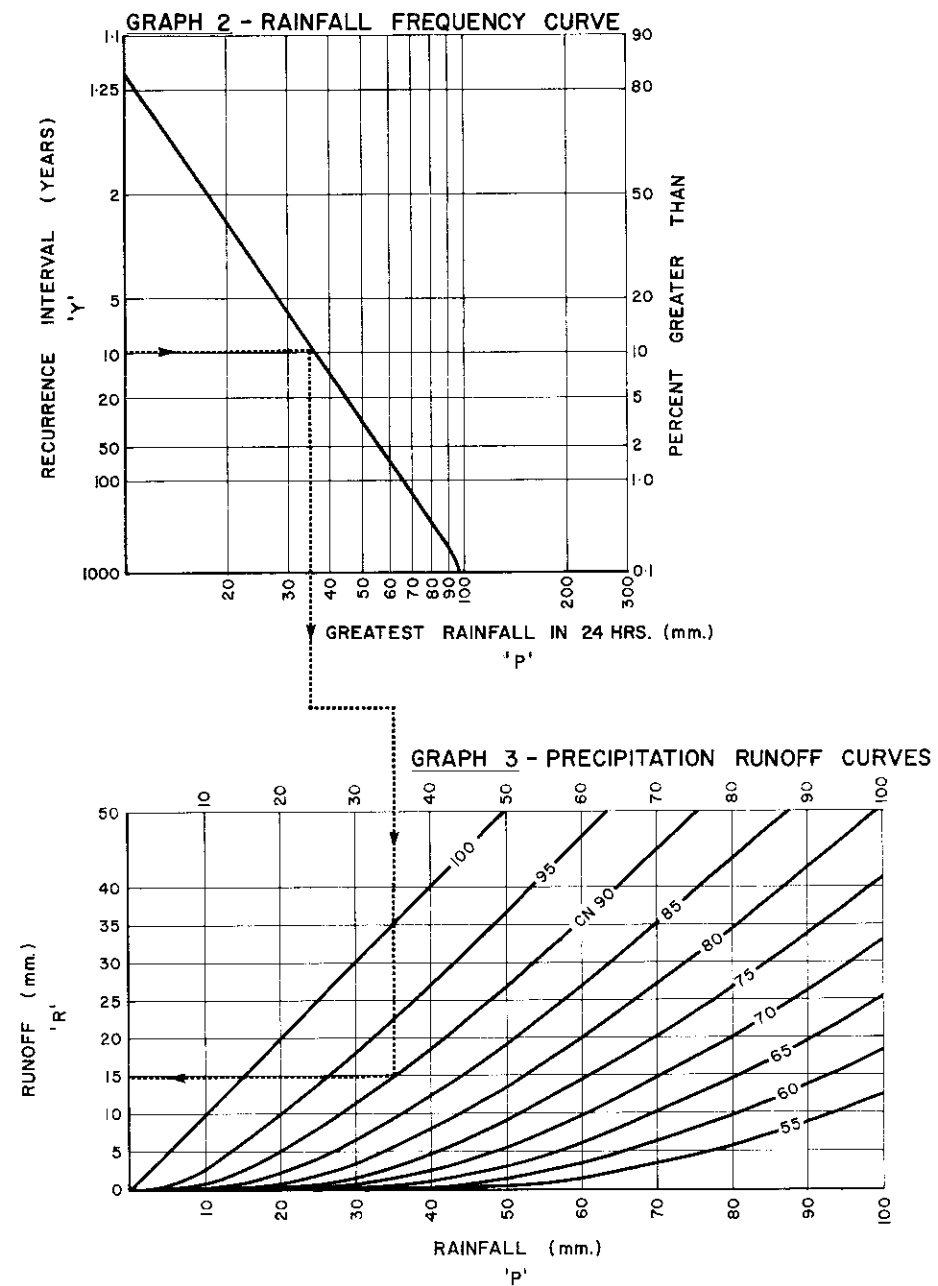 GRAPH 2 - RAINFALL FREQUENCY CURVE
1·1
1·25
2
5
10
20
50
100
1000
RECURRENCE INTERVAL (YEARS)
'Y'
90
80
50
20
10
5
2
1·0
0·1
PERCENT GREATER THAN
20 30 40 50 60 70 80 90 100 200 300
GREATEST RAINFALL IN 24 HRS. (mm.)
'P'
GRAPH 3 - PRECIPITATION RUNOFF CURVES
10 20 30 40 50 60 70 80 90 100
50
40
35
30
25
20
15
10
5
0
RUNOFF (mm.)
'R'
100
95
CN 90
85
80
75
70
65
60
55
10 20 30 40 50 60 70 80 90 100
RAINFALL (mm.)
'P'